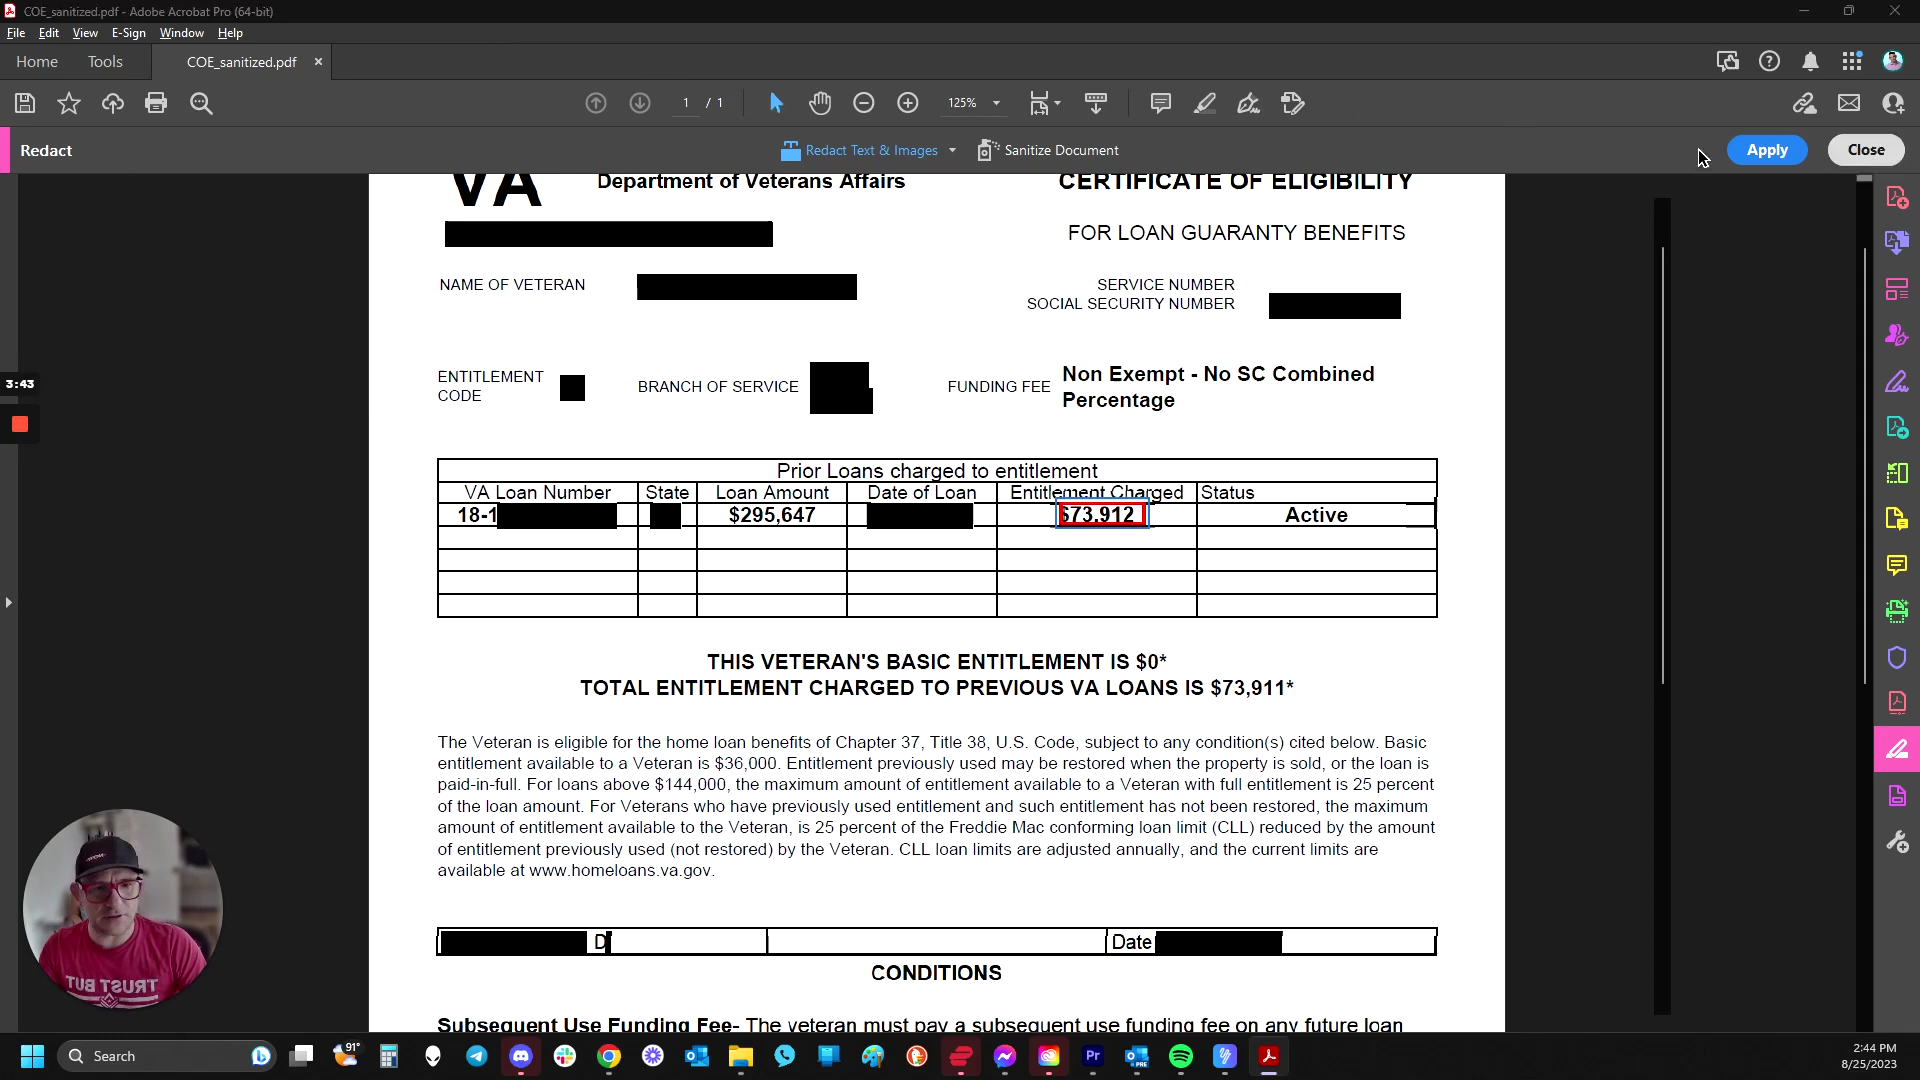 COE_sanitized.pdf - Adobe Acrobat Pro (64-bit)
File Edit View E-Sign Window Help
Home Tools COE_sanitized.pdf ×
1 / 1 125%
Redact Redact Text & Images Sanitize Document Apply Close
VA Department of Veterans Affairs CERTIFICATE OF ELIGIBILITY
FOR LOAN GUARANTY BENEFITS
NAME OF VETERAN SERVICE NUMBER
SOCIAL SECURITY NUMBER
ENTITLEMENT
CODE
BRANCH OF SERVICE
FUNDING FEE
Non Exempt - No SC Combined
Percentage
3:43
Prior Loans charged to entitlement
VA Loan Number State Loan Amount Date of Loan Entitlement Charged Status
18-1 $295,647 $73,912 Active
THIS VETERAN'S BASIC ENTITLEMENT IS $0*
TOTAL ENTITLEMENT CHARGED TO PREVIOUS VA LOANS IS $73,911*
The Veteran is eligible for the home loan benefits of Chapter 37, Title 38, U.S. Code, subject to any condition(s) cited below. Basic
entitlement available to a Veteran is $36,000. Entitlement previously used may be restored when the property is sold, or the loan is
paid-in-full. For loans above $144,000, the maximum amount of entitlement available to a Veteran with full entitlement is 25 percent
of the loan amount. For Veterans who have previously used entitlement and such entitlement has not been restored, the maximum
amount of entitlement available to the Veteran, is 25 percent of the Freddie Mac conforming loan limit (CLL) reduced by the amount
of entitlement previously used (not restored) by the Veteran. CLL loan limits are adjusted annually, and the current limits are
available at www.homeloans.va.gov.
D Date
CONDITIONS
Subsequent Use Funding Fee- The veteran must pay a subsequent use funding fee on any future loan
TRUST BUT
Search 91° Pr PRE
2:44 PM
8/25/2023